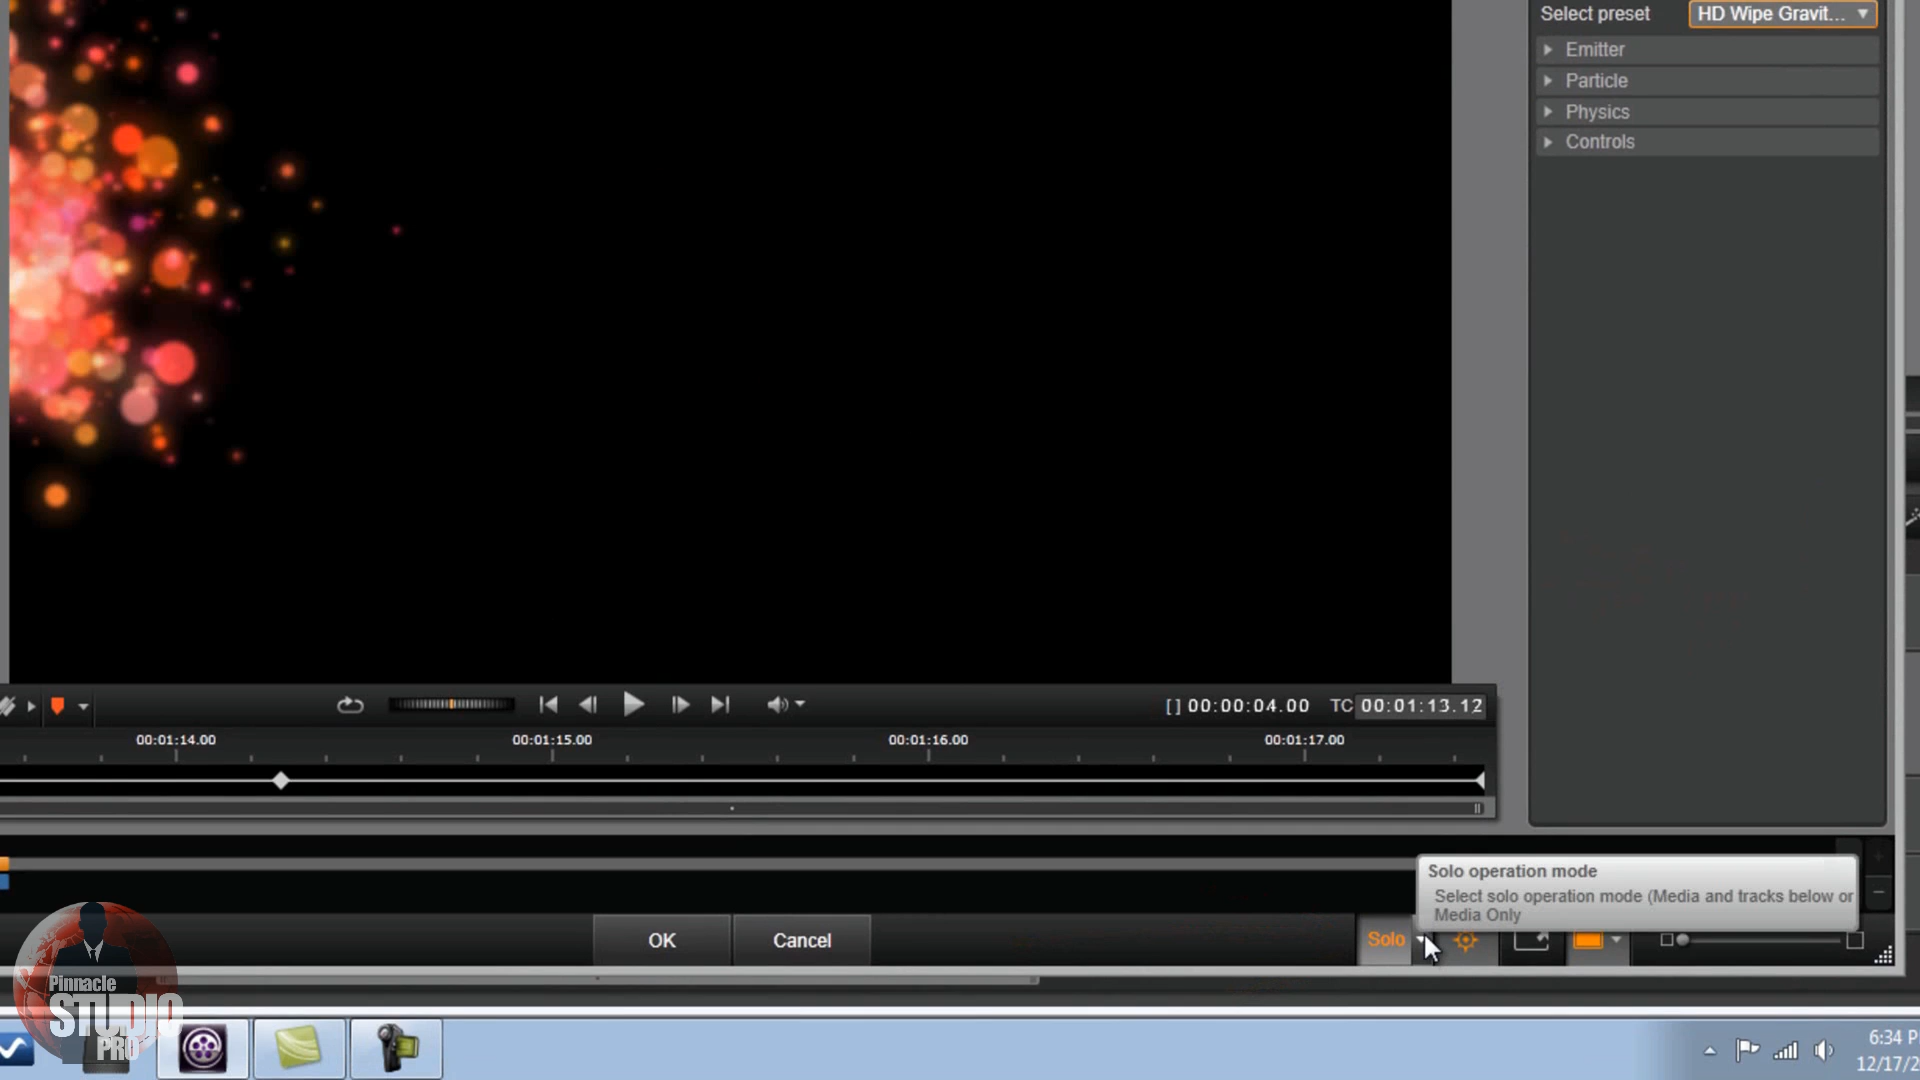 Select preset HD Wipe Gravit...
Emitter
Particle
Physics
Controls
[] 00:00:04.00 TC 00:01:13.12
00:01:14.00 00:01:15.00 00:01:16.00 00:01:17.00
Solo operation mode
Select solo operation mode (Media and tracks below or
Media Only
OK Cancel Solo
Pinnacle
STUDIO
PRO
6:34 P
12/17/2